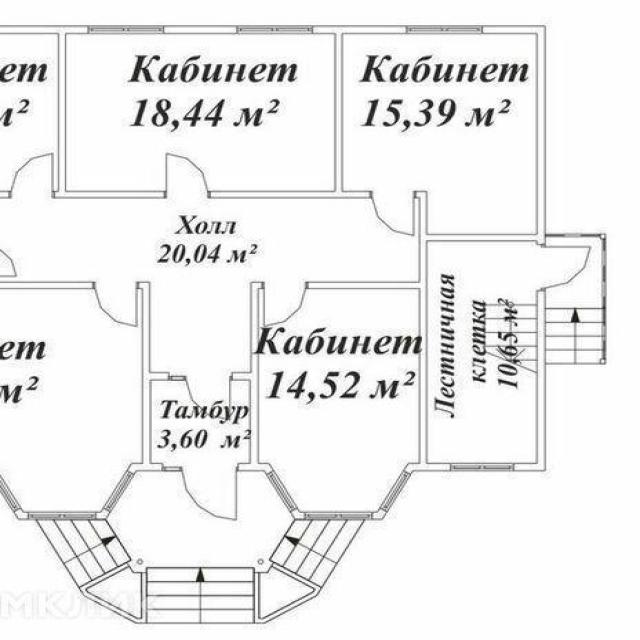 ет
м²
Кабинет
18,44 м²
Кабинет
15,39 м²
Холл
20,04 м²
ет
м²
Кабинет
14,52 м²
Лестничная
клетка
10,65 м²
Тамбур
3,60 м²